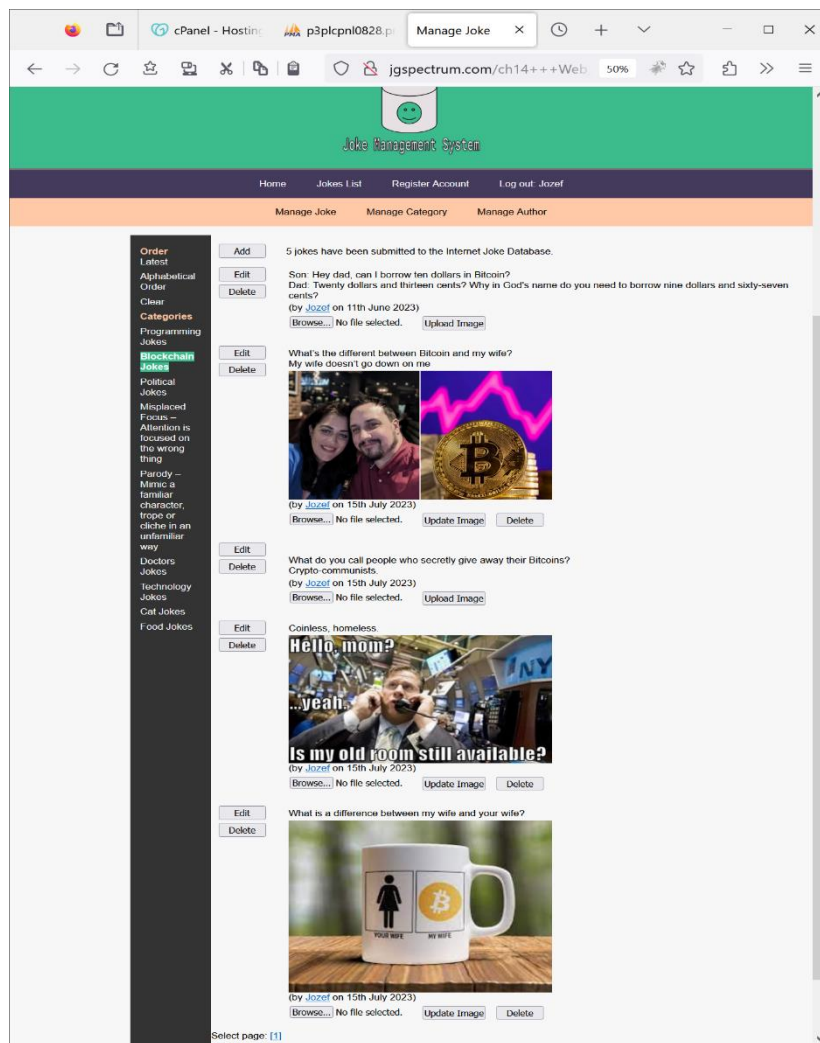 cPanel - Hosting
p3plcpnl0828.p
Manage Joke
jgspectrum.com/ch14+++Web
50%
Joke Management System
Home Jokes List Register Account Log out: Jozef
Manage Joke Manage Category Manage Author
Order
Latest
Alphabetical
Order
Clear
Categories
Programming
Jokes
Blockchain
Jokes
Political
Jokes
Misplaced
Focus –
Attention is
focused on
the wrong
thing
Parody –
Mimic a
familiar
character,
trope or
cliche in an
unfamiliar
way
Doctors
Jokes
Technology
Jokes
Cat Jokes
Food Jokes
Add
5 jokes have been submitted to the Internet Joke Database.
Edit
Delete
Son: Hey dad, can I borrow ten dollars in Bitcoin?
Dad: Twenty dollars and thirteen cents? Why in God's name do you need to borrow nine dollars and sixty-seven
cents?
(by Jozef on 11th June 2023)
Browse... No file selected. Upload Image
Edit
Delete
What's the different between Bitcoin and my wife?
My wife doesn't go down on me
(by Jozef on 15th July 2023)
Browse... No file selected. Update Image Delete
Edit
Delete
What do you call people who secretly give away their Bitcoins?
Crypto-communists.
(by Jozef on 15th July 2023)
Browse... No file selected. Upload Image
Edit
Delete
Coinless, homeless.
Hello, mom?
...yeah.
NY
Is my old room still available?
(by Jozef on 15th July 2023)
Browse... No file selected. Update Image Delete
Edit
Delete
What is a difference between my wife and your wife?
YOUR WIFE MY WIFE
(by Jozef on 15th July 2023)
Browse... No file selected. Update Image Delete
Select page: [1]